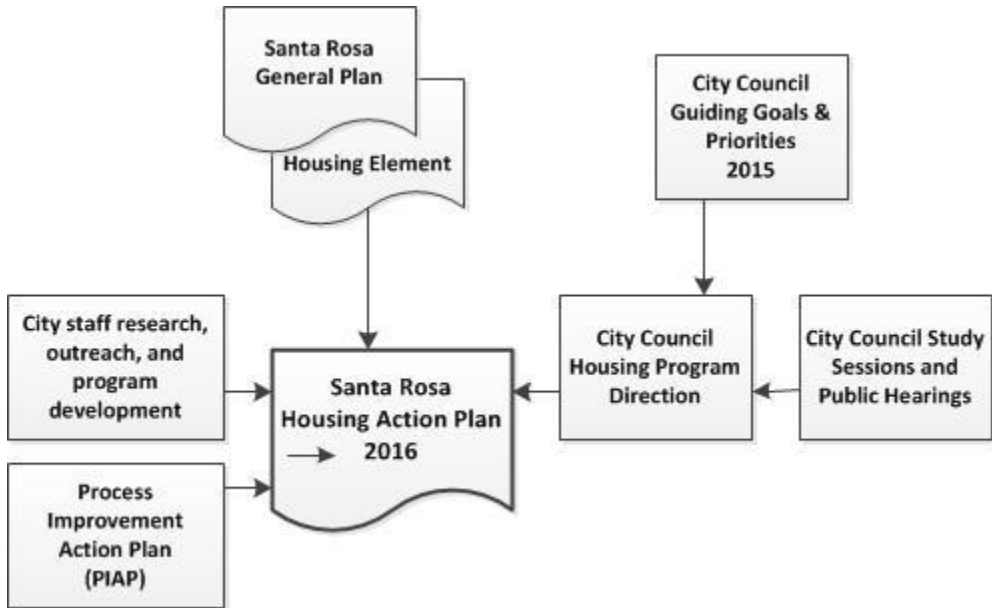 Santa Rosa
General Plan
Housing Element
City Council
Guiding Goals &
Priorities
2015
City staff research,
outreach, and
program
development
Santa Rosa
Housing Action Plan
2016
City Council
Housing Program
Direction
City Council Study
Sessions and
Public Hearings
Process
Improvement
Action Plan
(PIAP)